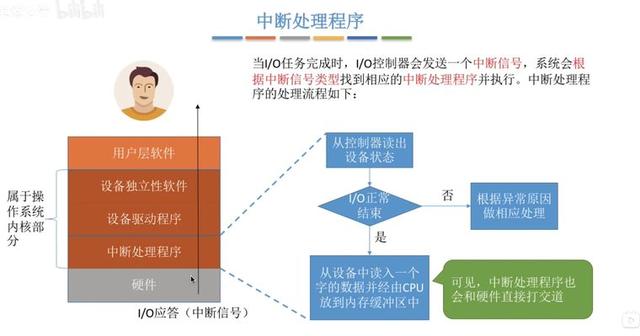 中断处理程序
当I/O任务完成时，I/O控制器会发送一个中断信号，系统会根
据中断信号类型找到相应的中断处理程序并执行。中断处理程
序的处理流程如下：
用户层软件
设备独立性软件
设备驱动程序
中断处理程序
硬件
属于操
作系统
内核部
分
I/O应答（中断信号）
从控制器读出
设备状态
I/O正常
结束
否
根据异常原因
做相应处理
是
从设备中读入一个
字的数据并经由CPU
放到内存缓冲区中
可见，中断处理程序也
会和硬件直接打交道
bilibili